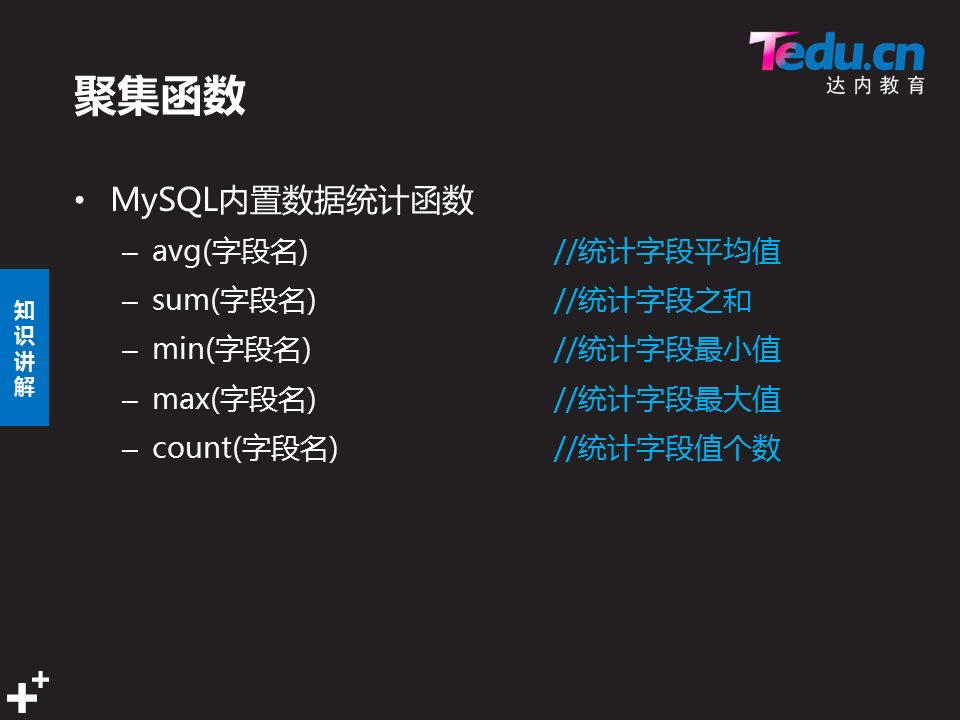 Tedu.cn
达内教育
聚集函数
• MySQL内置数据统计函数
– avg(字段名) //统计字段平均值
– sum(字段名) //统计字段之和
– min(字段名) //统计字段最小值
– max(字段名) //统计字段最大值
– count(字段名) //统计字段值个数
知识讲解